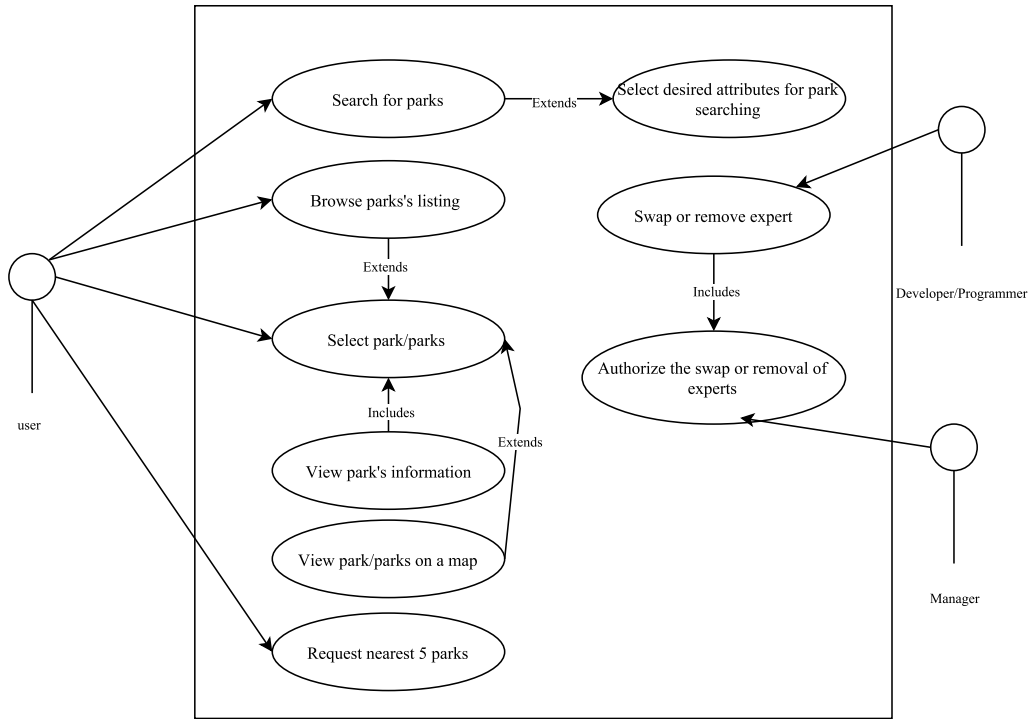 Search for parks
Extends
Select desired attributes for park
searching
Browse parks's listing
Swap or remove expert
Extends
Includes
Developer/Programmer
Select park/parks
Authorize the swap or removal of
experts
user
Includes
Extends
View park's information
View park/parks on a map
Manager
Request nearest 5 parks